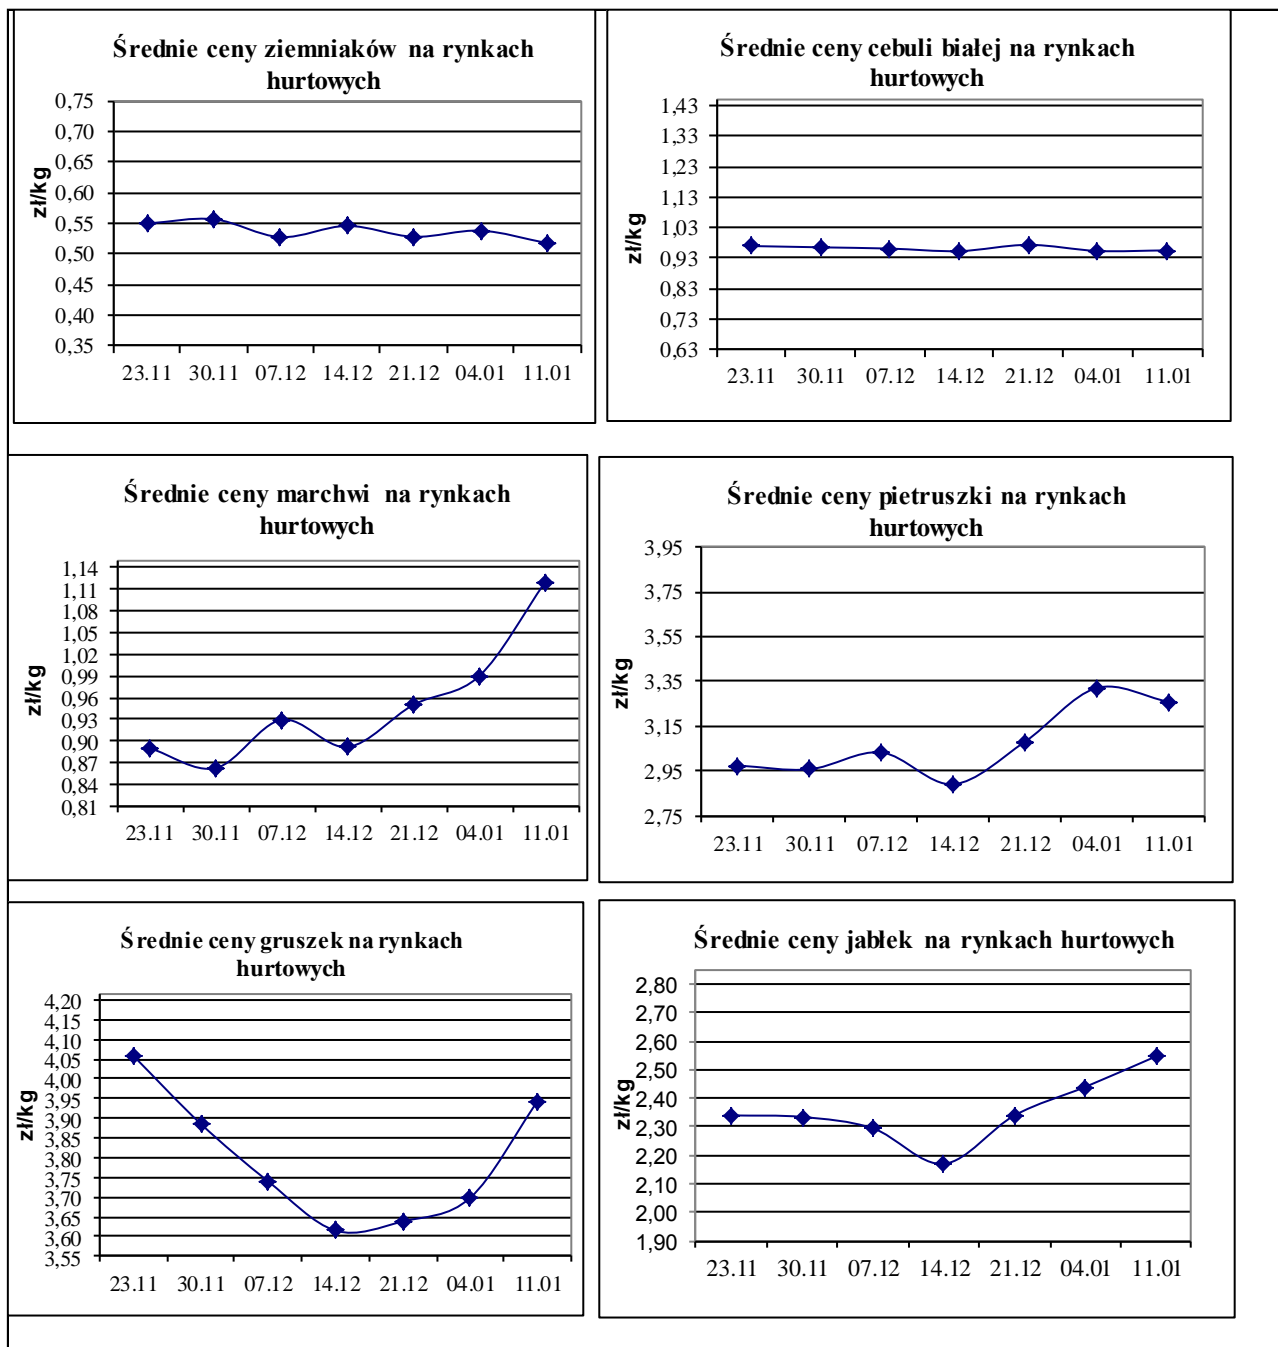 Średnie ceny ziemniaków na rynkach
hurtowych
zł/kg
0,75
0,70
0,65
0,60
0,55
0,50
0,45
0,40
0,35
23.11 30.11 07.12 14.12 21.12 04.01 11.01
Średnie ceny cebuli białej na rynkach
hurtowych
zł/kg
1,43
1,33
1,23
1,13
1,03
0,93
0,83
0,73
0,63
23.11 30.11 07.12 14.12 21.12 04.01 11.01
Średnie ceny marchwi na rynkach
hurtowych
zł/kg
1,14
1,11
1,08
1,05
1,02
0,99
0,96
0,93
0,90
0,87
0,84
0,81
23.11 30.11 07.12 14.12 21.12 04.01 11.01
Średnie ceny pietruszki na rynkach
hurtowych
zł/kg
3,95
3,75
3,55
3,35
3,15
2,95
2,75
23.11 30.11 07.12 14.12 21.12 04.01 11.01
Średnie ceny gruszek na rynkach
hurtowych
zł/kg
4,20
4,15
4,10
4,05
4,00
3,95
3,90
3,85
3,80
3,75
3,70
3,65
3,60
3,55
23.11 30.11 07.12 14.12 21.12 04.01 11.01
Średnie ceny jabłek na rynkach hurtowych
zł/kg
2,80
2,70
2,60
2,50
2,40
2,30
2,20
2,10
2,00
1,90
23.11 30.11 07.12 14.12 21.12 04.01 11.01